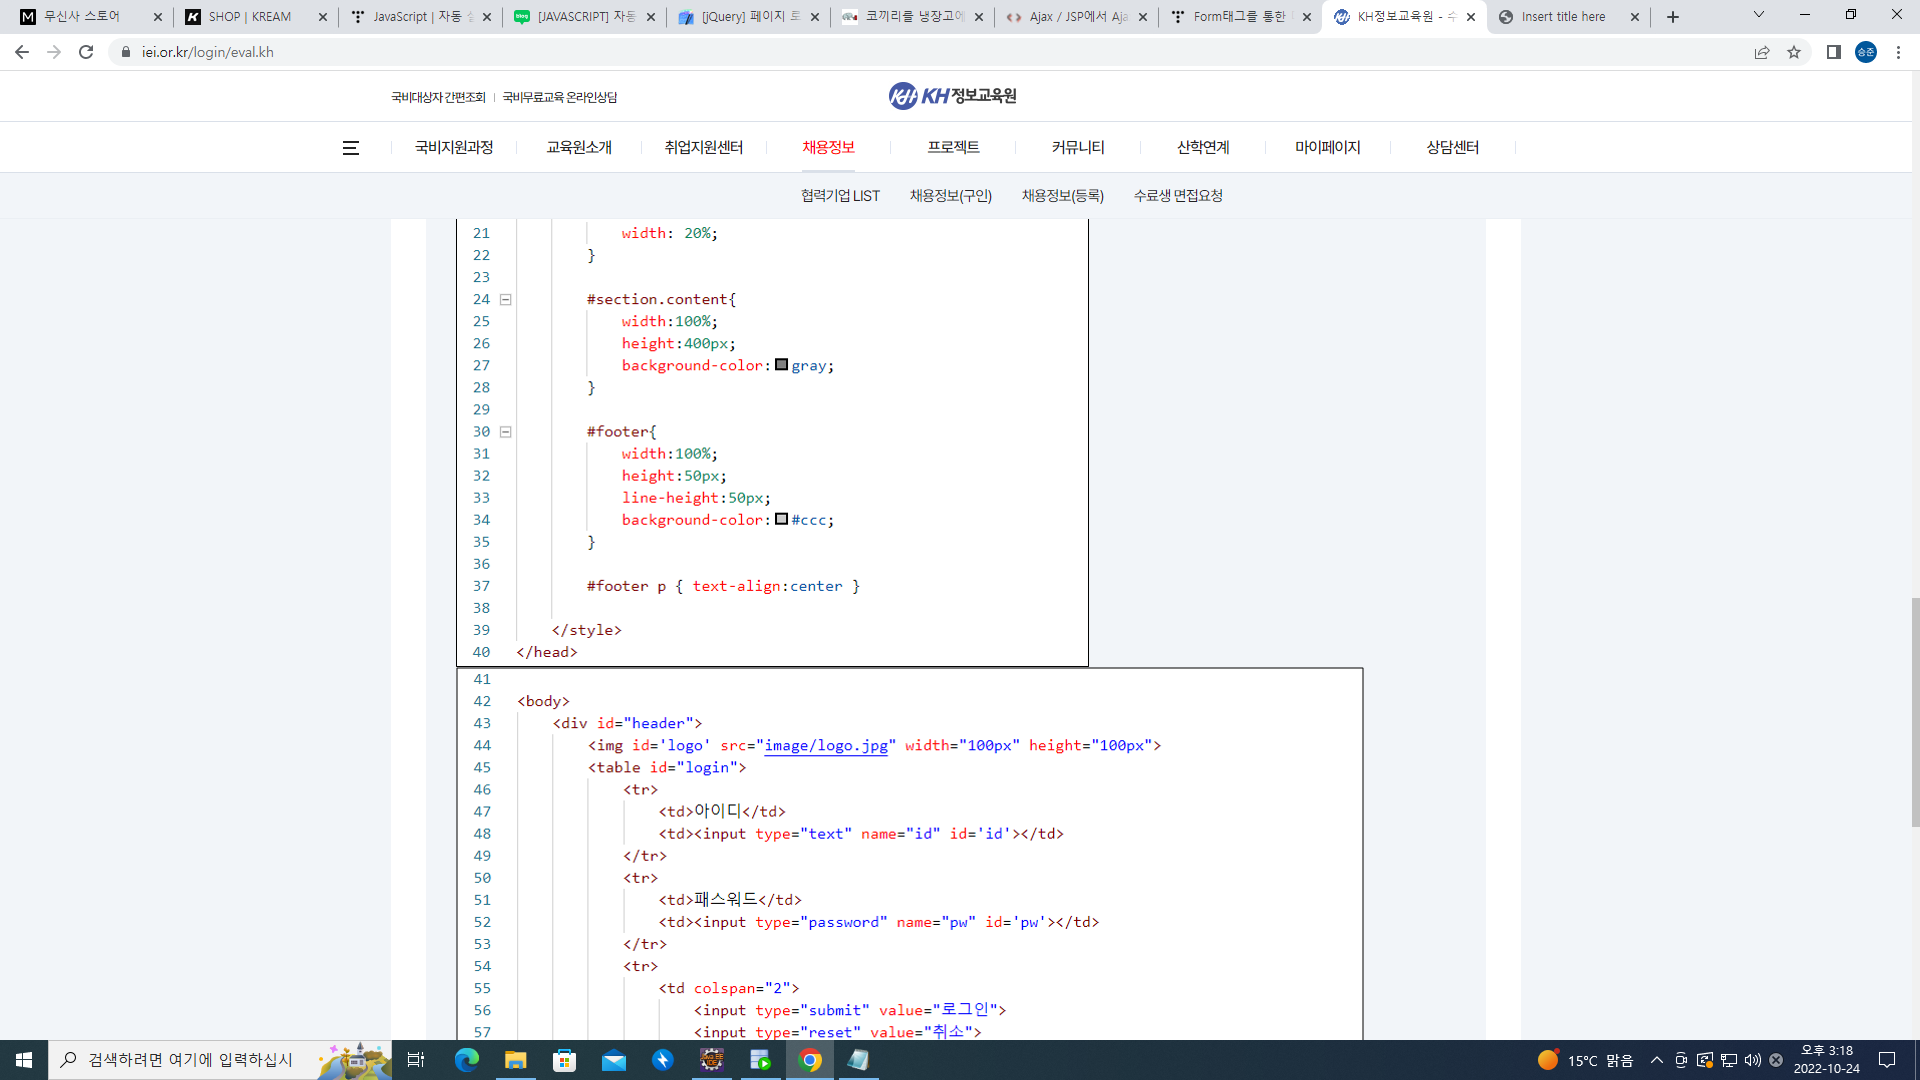 무신사 스토어
SHOP | KREAM
JavaScript | 자동
[JAVASCRIPT] 자동
[jQuery] 페이지 로
코끼리를 냉장고에
Ajax / JSP에서 Aja
Form태그를 통한
KH정보교육원 - 수
Insert title here
iei.or.kr/login/eval.kh
승준
국비대상자 간편조회 | 국비무료교육 온라인상담
KH KH정보교육원
국비지원과정
교육원소개
취업지원센터
채용정보
프로젝트
커뮤니티
산학연계
마이페이지
상담센터
협력기업 LIST
채용정보(구인)
채용정보(등록)
수료생 면접요청
21 width: 20%;
22 }
23
24 #section.content{
25 width:100%;
26 height:400px;
27 background-color:gray;
28 }
29
30 #footer{
31 width:100%;
32 height:50px;
33 line-height:50px;
34 background-color:#ccc;
35 }
36
37 #footer p { text-align:center }
38
39 </style>
40 </head>
41
42 <body>
43 <div id="header">
44 <img id='logo' src="image/logo.jpg" width="100px" height="100px">
45 <table id="login">
46 <tr>
47 <td>아이디</td>
48 <td><input type="text" name="id" id='id'></td>
49 </tr>
50 <tr>
51 <td>패스워드</td>
52 <td><input type="password" name="pw" id='pw'></td>
53 </tr>
54 <tr>
55 <td colspan="2">
56 <input type="submit" value="로그인">
57 <input type="reset" value="취소">
검색하려면 여기에 입력하십시
15°C 맑음
오후 3:18
2022-10-24